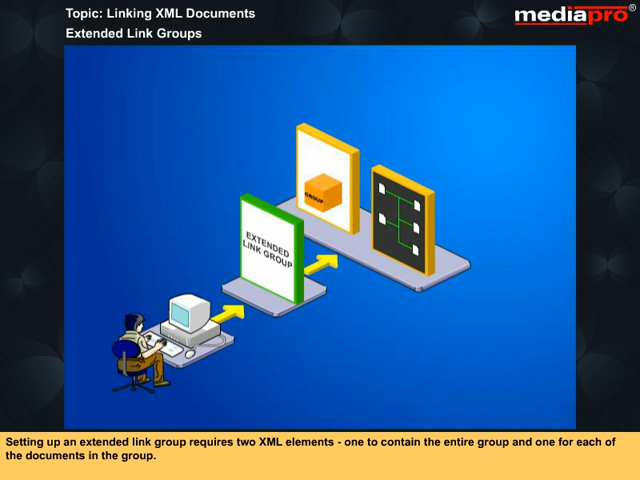 Topic: Linking XML Documents
Extended Link Groups
mediapro®
GROUP
EXTENDED
LINK GROUP
Setting up an extended link group requires two XML elements - one to contain the entire group and one for each of
the documents in the group.